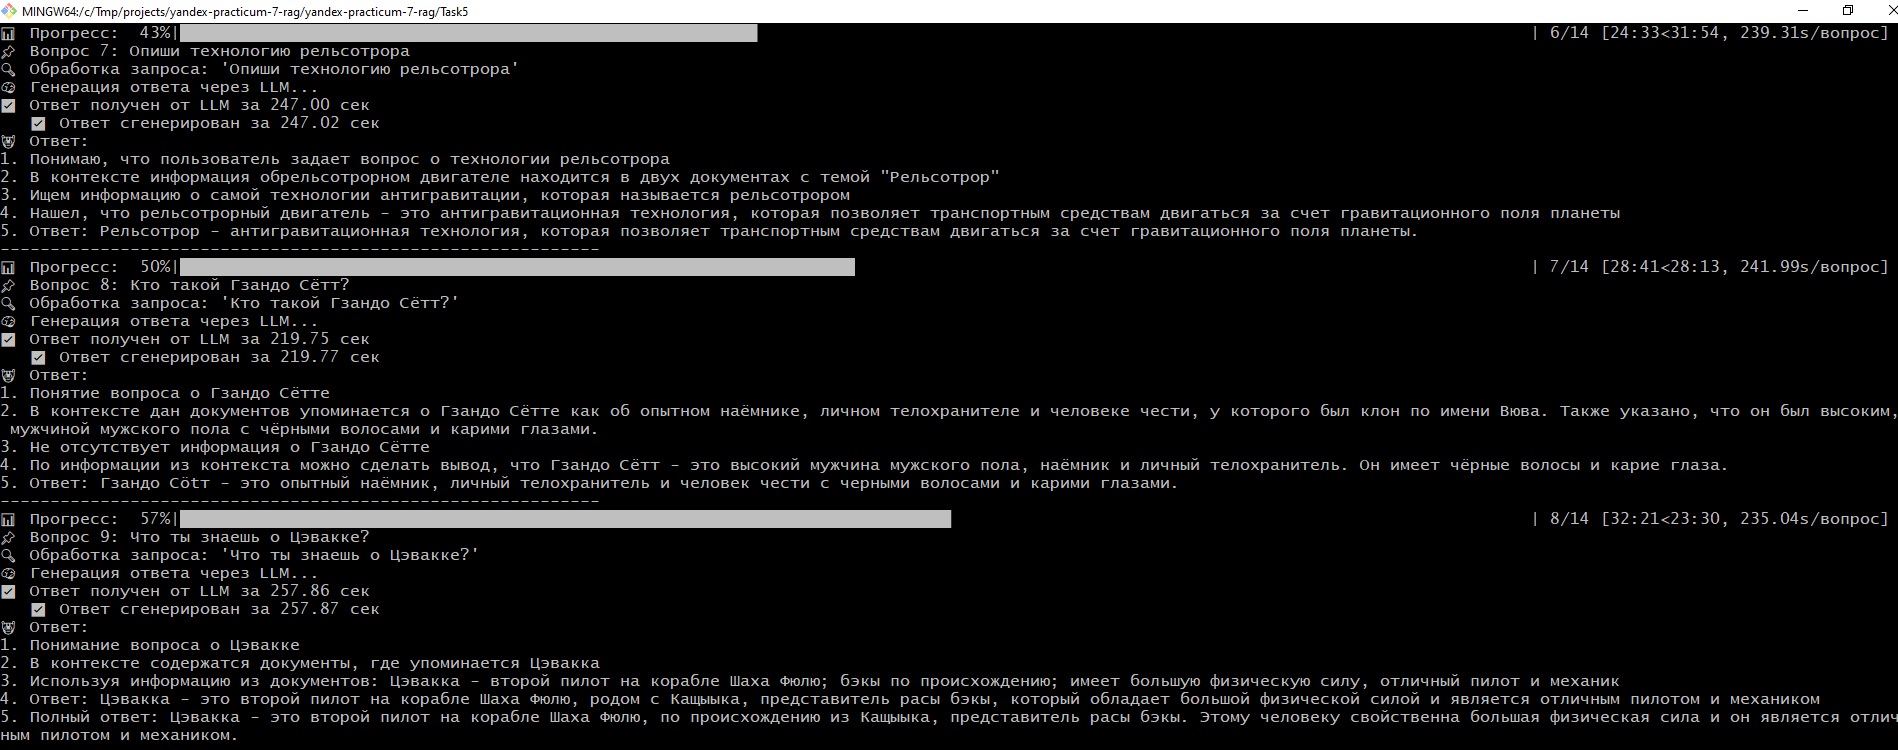 MINGW64:/c/Tmp/projects/yandex-practicum-7-rag/yandex-practicum-7-rag/Task5
Прогресс: 43%| | 6/14 [24:33<31:54, 239.31s/вопрос]
Вопрос 7: Опиши технологию рельсотрора
Обработка запроса: 'Опиши технологию рельсотрора'
Генерация ответа через LLM...
Ответ получен от LLM за 247.00 сек
Ответ сгенерирован за 247.02 сек
Ответ:
1. Понимаю, что пользователь задает вопрос о технологии рельсотрора
2. В контексте информация обрельсотрорном двигателе находится в двух документах с темой "Рельсотрор"
3. Ищем информацию о самой технологии антигравитации, которая называется рельсотрором
4. Нашел, что рельсотрорный двигатель - это антигравитационная технология, которая позволяет транспортным средствам двигаться за счет гравитационного поля планеты
5. Ответ: Рельсотрор - антигравитационная технология, которая позволяет транспортным средствам двигаться за счет гравитационного поля планеты.
------------------------------------------------------------
Прогресс: 50%| | 7/14 [28:41<28:13, 241.99s/вопрос]
Вопрос 8: Кто такой Гзандо Сётт?
Обработка запроса: 'Кто такой Гзандо Сётт?'
Генерация ответа через LLM...
Ответ получен от LLM за 219.75 сек
Ответ сгенерирован за 219.77 сек
Ответ:
1. Понятие вопроса о Гзандо Сётте
2. В контексте дан документов упоминается о Гзандо Сётте как об опытном наёмнике, личном телохранителе и человеке чести, у которого был клон по имени Вюва. Также указано, что он был высоким,
мужчиной мужского пола с чёрными волосами и карими глазами.
3. Не отсутствует информация о Гзандо Сётте
4. По информации из контекста можно сделать вывод, что Гзандо Сётт - это высокий мужчина мужского пола, наёмник и личный телохранитель. Он имеет чёрные волосы и карие глаза.
5. Ответ: Гзандо Сötт - это опытный наёмник, личный телохранитель и человек чести с черными волосами и карими глазами.
------------------------------------------------------------
Прогресс: 57%| | 8/14 [32:21<23:30, 235.04s/вопрос]
Вопрос 9: Что ты знаешь о Цэвакке?
Обработка запроса: 'Что ты знаешь о Цэвакке?'
Генерация ответа через LLM...
Ответ получен от LLM за 257.86 сек
Ответ сгенерирован за 257.87 сек
Ответ:
1. Понимание вопроса о Цэвакке
2. В контексте содержатся документы, где упоминается Цэвакка
3. Используя информацию из документов: Цэвакка - второй пилот на корабле Шаха Фюлю; бэкы по происхождению; имеет большую физическую силу, отличный пилот и механик
4. Ответ: Цэвакка - это второй пилот на корабле Шаха Фюлю, родом с Кащыыка, представитель расы бэкы, который обладает большой физической силой и является отличным пилотом и механиком
5. Полный ответ: Цэвакка - это второй пилот на корабле Шаха Фюлю, по происхождению из Кащыыка, представитель расы бэкы. Этому человеку свойственна большая физическая сила и он является отлич
ным пилотом и механиком.